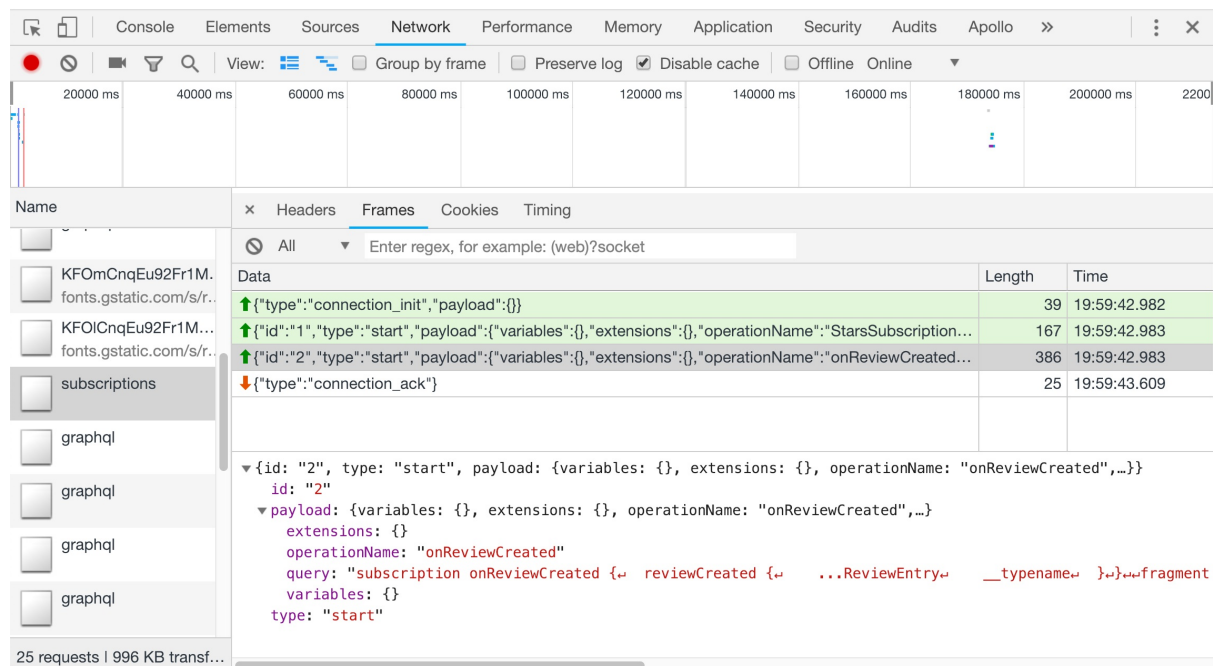 Console Elements Sources Network Performance Memory Application Security Audits Apollo »
View: Group by frame Preserve log Disable cache Offline Online
20000 ms 40000 ms 60000 ms 80000 ms 100000 ms 120000 ms 140000 ms 160000 ms 180000 ms 200000 ms 2200
Name
× Headers Frames Cookies Timing
All Enter regex, for example: (web)?socket
Data Length Time
KFOmCnqEu92Fr1M.
fonts.gstatic.com/s/r..
KFOlCnqEu92Fr1M...
fonts.gstatic.com/s/r..
subscriptions
graphql
graphql
graphql
graphql
25 requests | 996 KB transf...
{"type":"connection_init","payload":{}} 39 19:59:42.982
{"id":"1","type":"start","payload":{"variables":{},"extensions":{},"operationName":"StarsSubscription... 167 19:59:42.983
{"id":"2","type":"start","payload":{"variables":{},"extensions":{},"operationName":"onReviewCreated... 386 19:59:42.983
{"type":"connection_ack"} 25 19:59:43.609
▼{id: "2", type: "start", payload: {variables: {}, extensions: {}, operationName: "onReviewCreated",…}}
id: "2"
▼payload: {variables: {}, extensions: {}, operationName: "onReviewCreated",…}
extensions: {}
operationName: "onReviewCreated"
query: "subscription onReviewCreated {↵  reviewCreated {↵    ...ReviewEntry↵    __typename↵  }↵}↵↵fragment
variables: {}
type: "start"